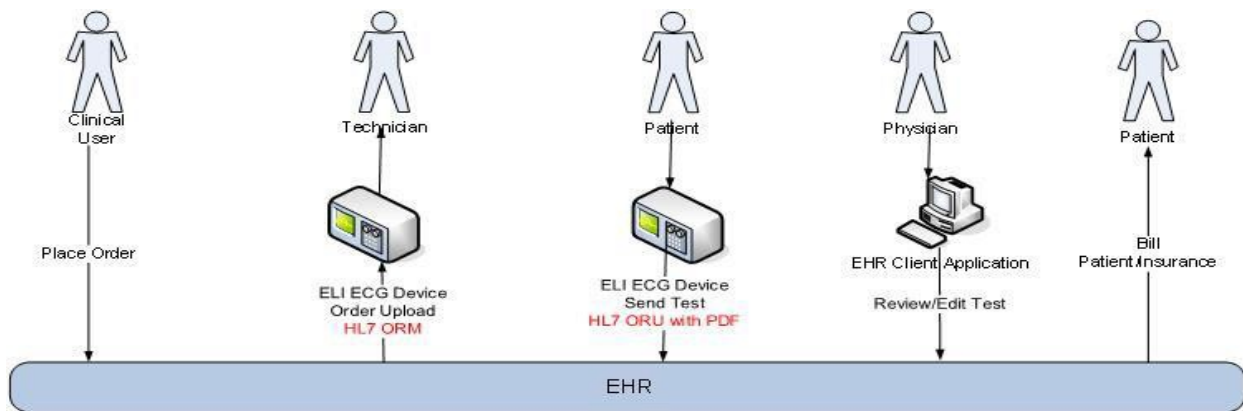 Clinical
User
Technician
Patient
Physician
Patient
Place Order
ELI ECG Device
Order Upload
HL7 ORM
ELI ECG Device
Send Test
HL7 ORU with PDF
EHR Client Application
Review/Edit Test
Bill
Patient/Insurance
EHR